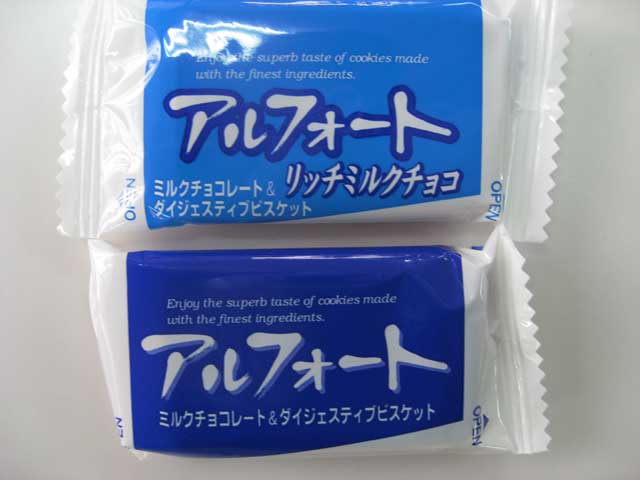 Enjoy the superb taste of cookies made
with the finest ingredients.
アルフォート
リッチミルクチョコ
ミルクチョコレート&
ダイジェスティブビスケット
OPEN
OPEN
Enjoy the superb taste of cookies made
with the finest ingredients.
アルフォート
ミルクチョコレート&ダイジェスティブビスケット
OPEN